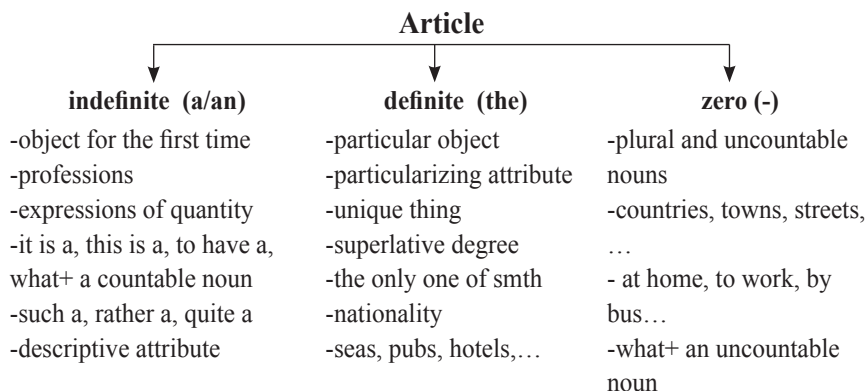 Article
indefinite (a/an)
-object for the first time
-professions
-expressions of quantity
-it is a, this is a, to have a,
what+ a countable noun
-such a, rather a, quite a
-descriptive attribute
definite (the)
-particular object
-particularizing attribute
-unique thing
-superlative degree
-the only one of smth
-nationality
-seas, pubs, hotels,…
zero (-)
-plural and uncountable
nouns
-countries, towns, streets,
…
- at home, to work, by
bus…
-what+ an uncountable
noun